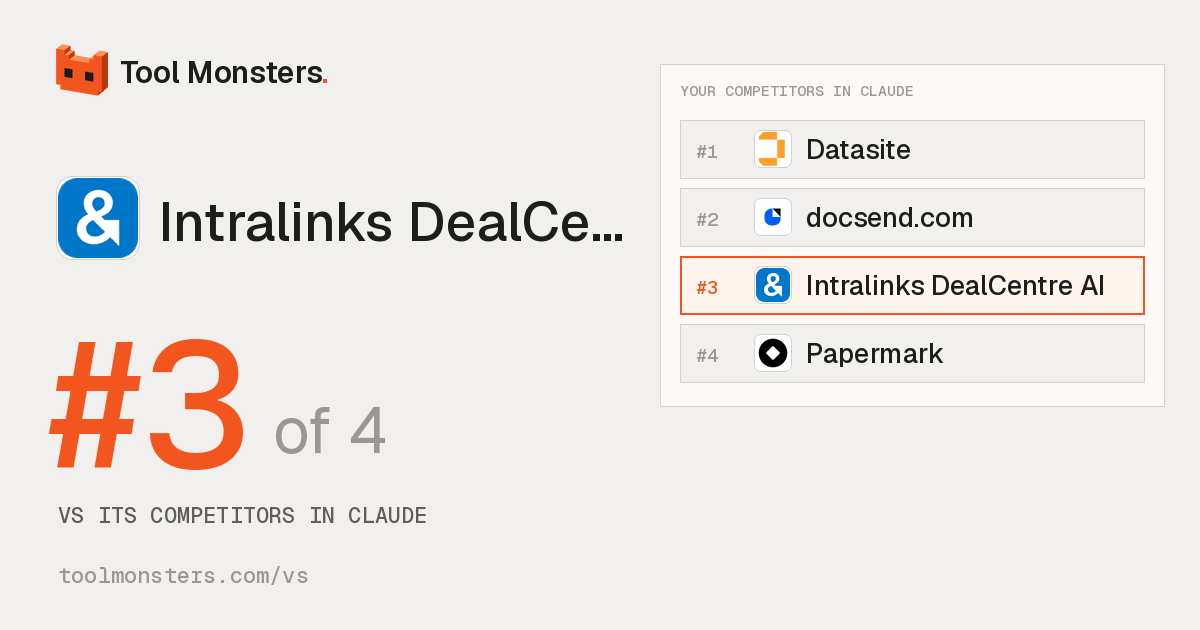 Tool Monsters.
Intralinks DealCe...
#3 of 4
VS ITS COMPETITORS IN CLAUDE
toolmonsters.com/vs
YOUR COMPETITORS IN CLAUDE
#1 Datasite
#2 docsend.com
#3 & Intralinks DealCentre AI
#4 Papermark